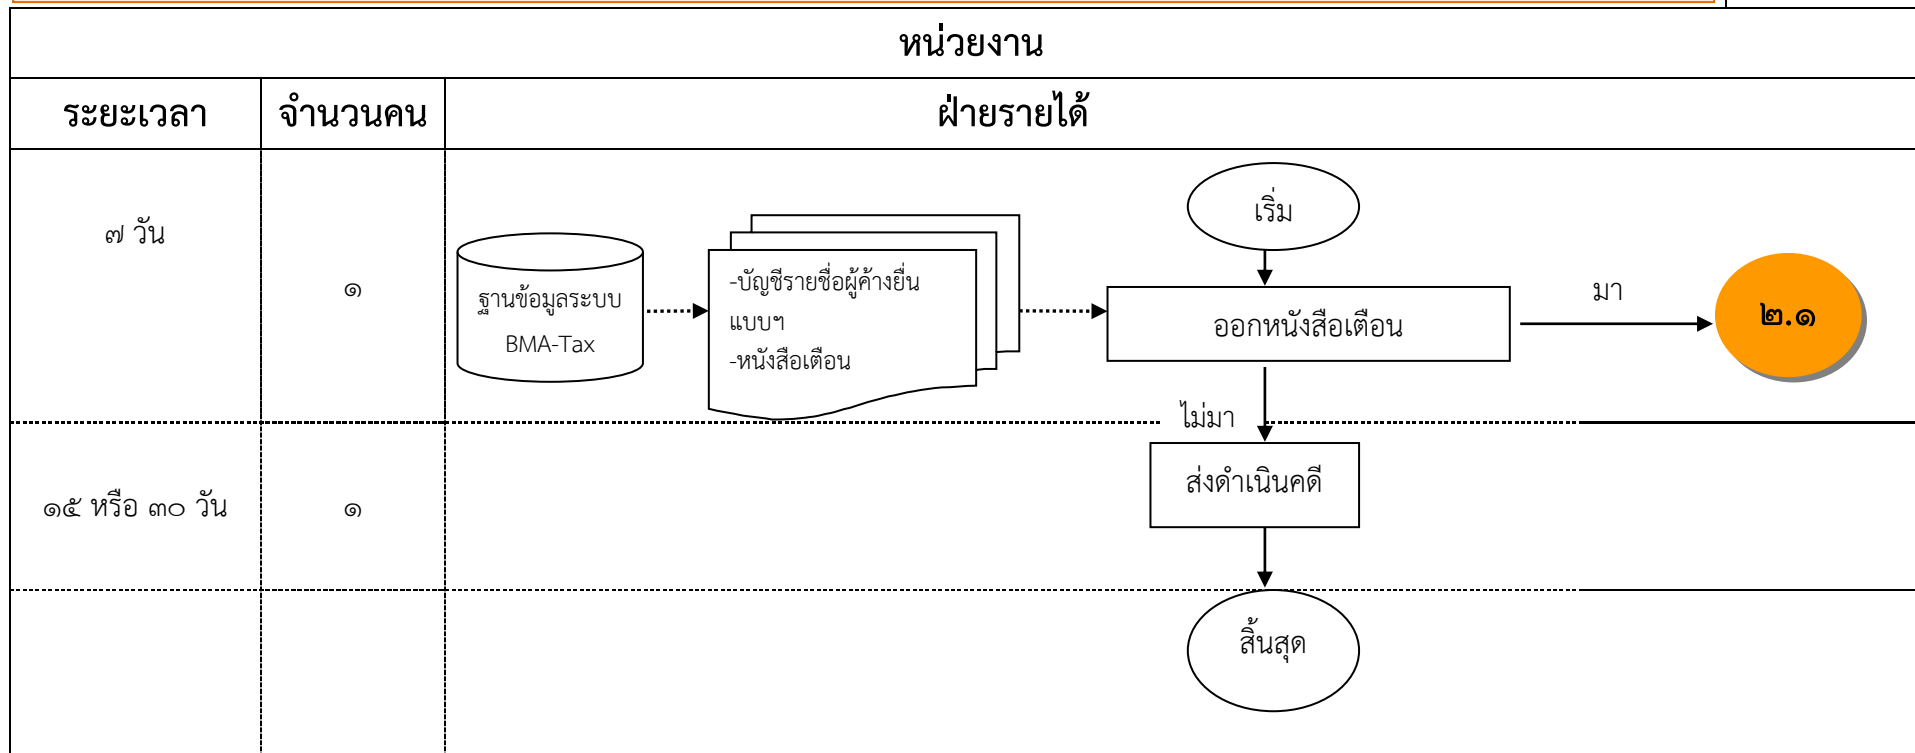 หน่วยงาน
ระยะเวลา
จำนวนคน
ฝ่ายรายได้
๗ วัน
๑
ฐานข้อมูลระบบ
BMA-Tax
-บัญชีรายชื่อผู้ค้างยื่น
แบบฯ
-หนังสือเตือน
เริ่ม
ออกหนังสือเตือน
มา
๒.๑
ไม่มา
๑๕ หรือ ๓๐ วัน
๑
ส่งดำเนินคดี
สิ้นสุด